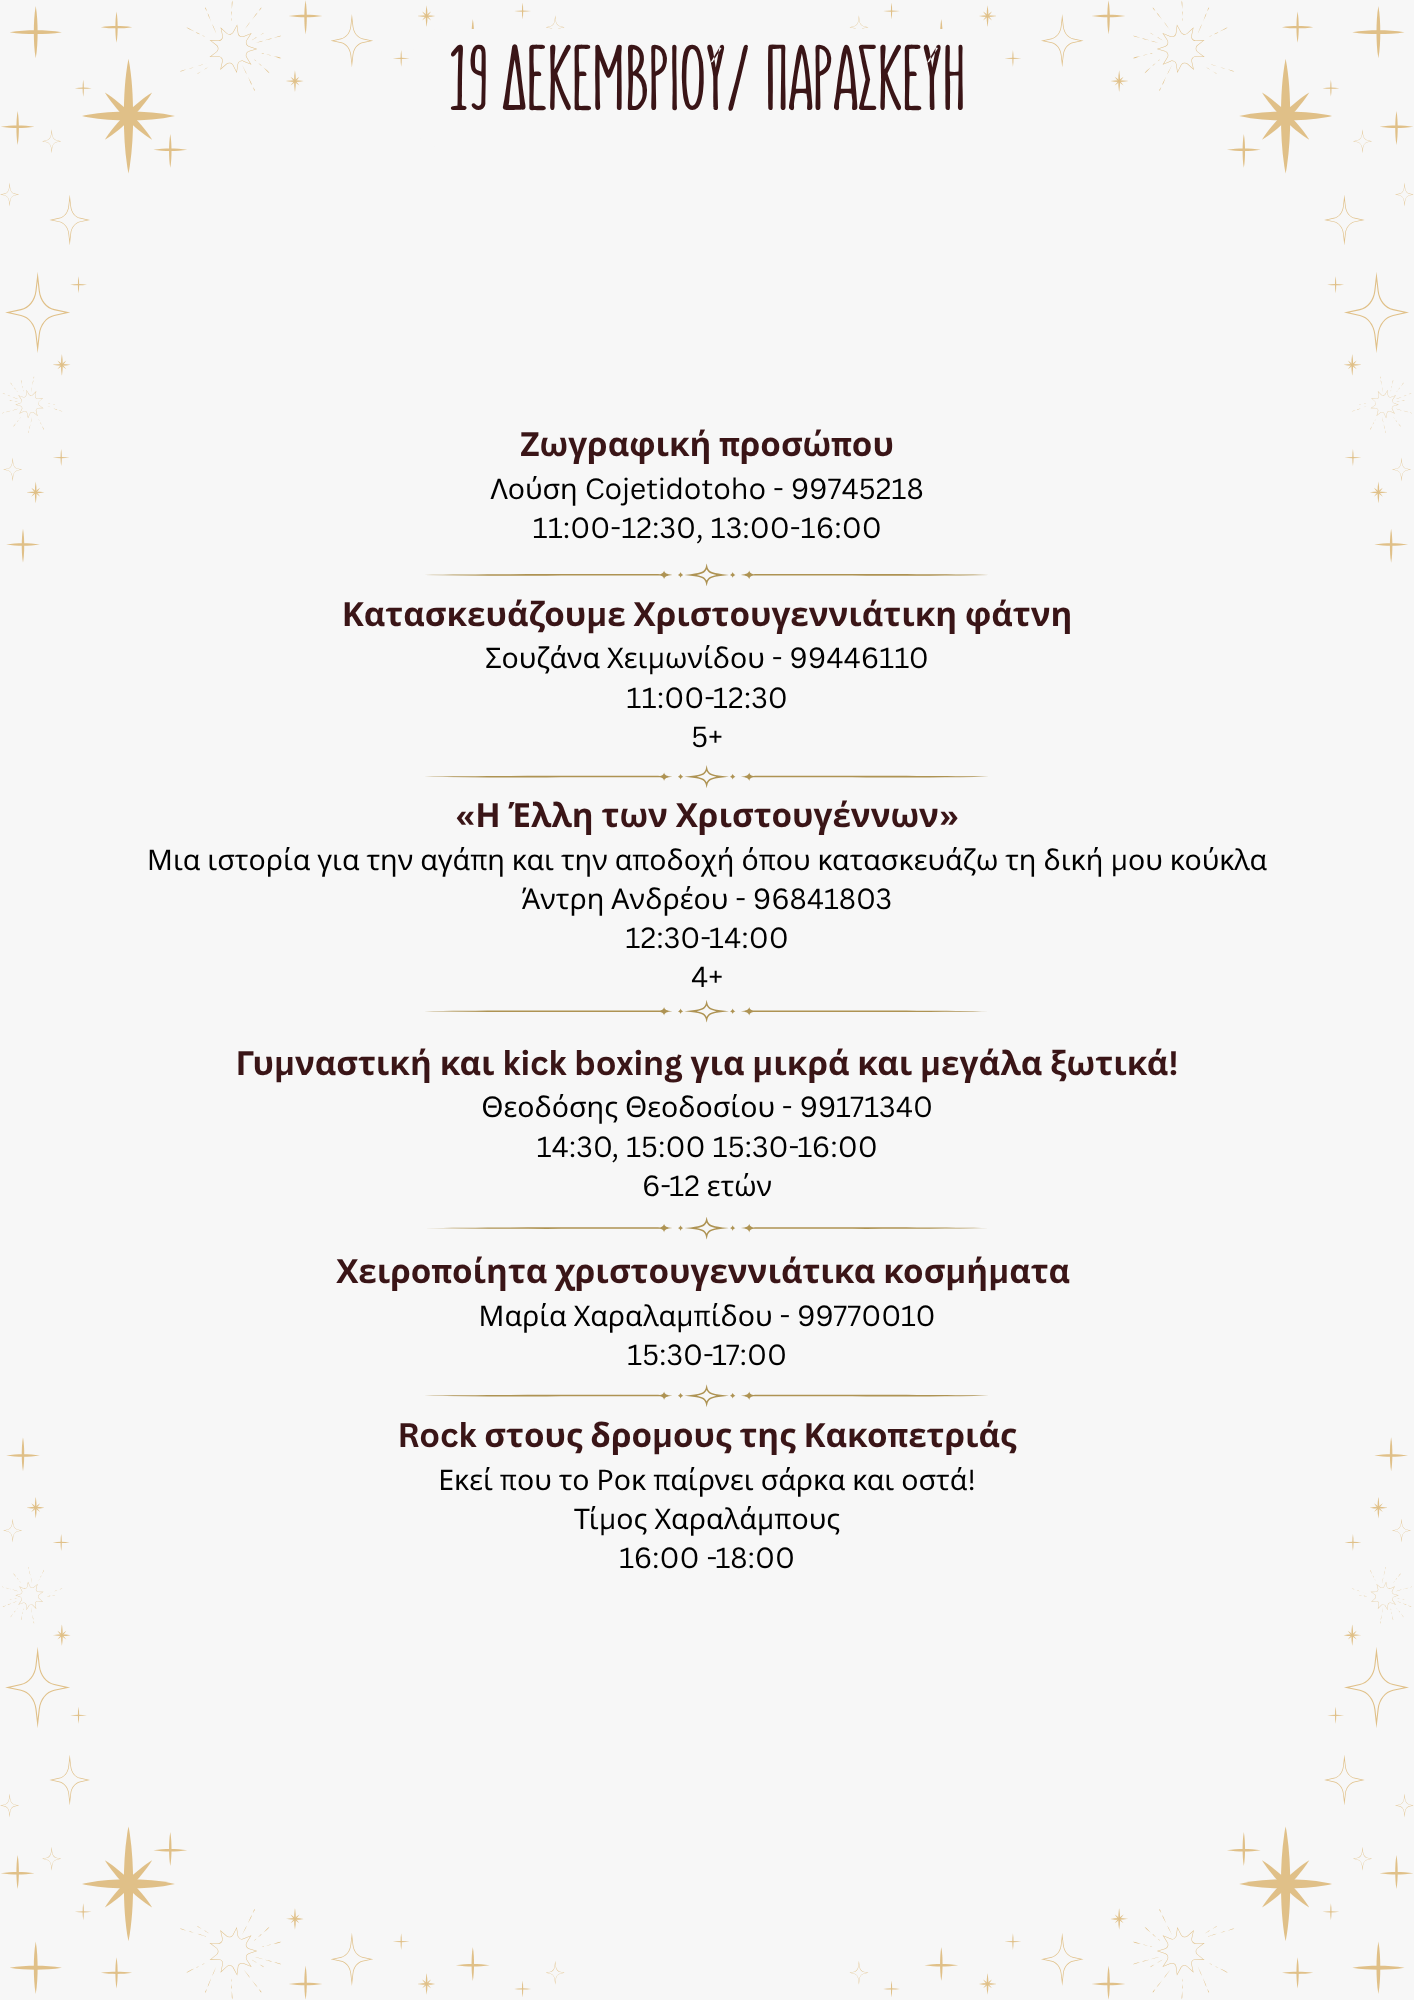 19 ΔΕΚΕΜΒΡΙΟΎ/ ΠΑΡΑΣΚΕΥΉ
Ζωγραφική προσώπου
Λούση Cojetidotoho - 99745218
11:00-12:30, 13:00-16:00
Κατασκευάζουμε Χριστουγεννιάτικη φάτνη
Σουζάνα Χειμωνίδου - 99446110
11:00-12:30
5+
«Η Έλλη των Χριστουγέννων»
Μια ιστορία για την αγάπη και την αποδοχή όπου κατασκευάζω τη δική μου κούκλα
Άντρη Ανδρέου - 96841803
12:30-14:00
4+
Γυμναστική και kick boxing για μικρά και μεγάλα ξωτικά!
Θεοδόσης Θεοδοσίου - 99171340
14:30, 15:00 15:30-16:00
6-12 ετών
Χειροποίητα χριστουγεννιάτικα κοσμήματα
Μαρία Χαραλαμπίδου - 99770010
15:30-17:00
Rock στους δρομους της Κακοπετριάς
Εκεί που το Ροκ παίρνει σάρκα και οστά!
Τίμος Χαραλάμπους
16:00 -18:00